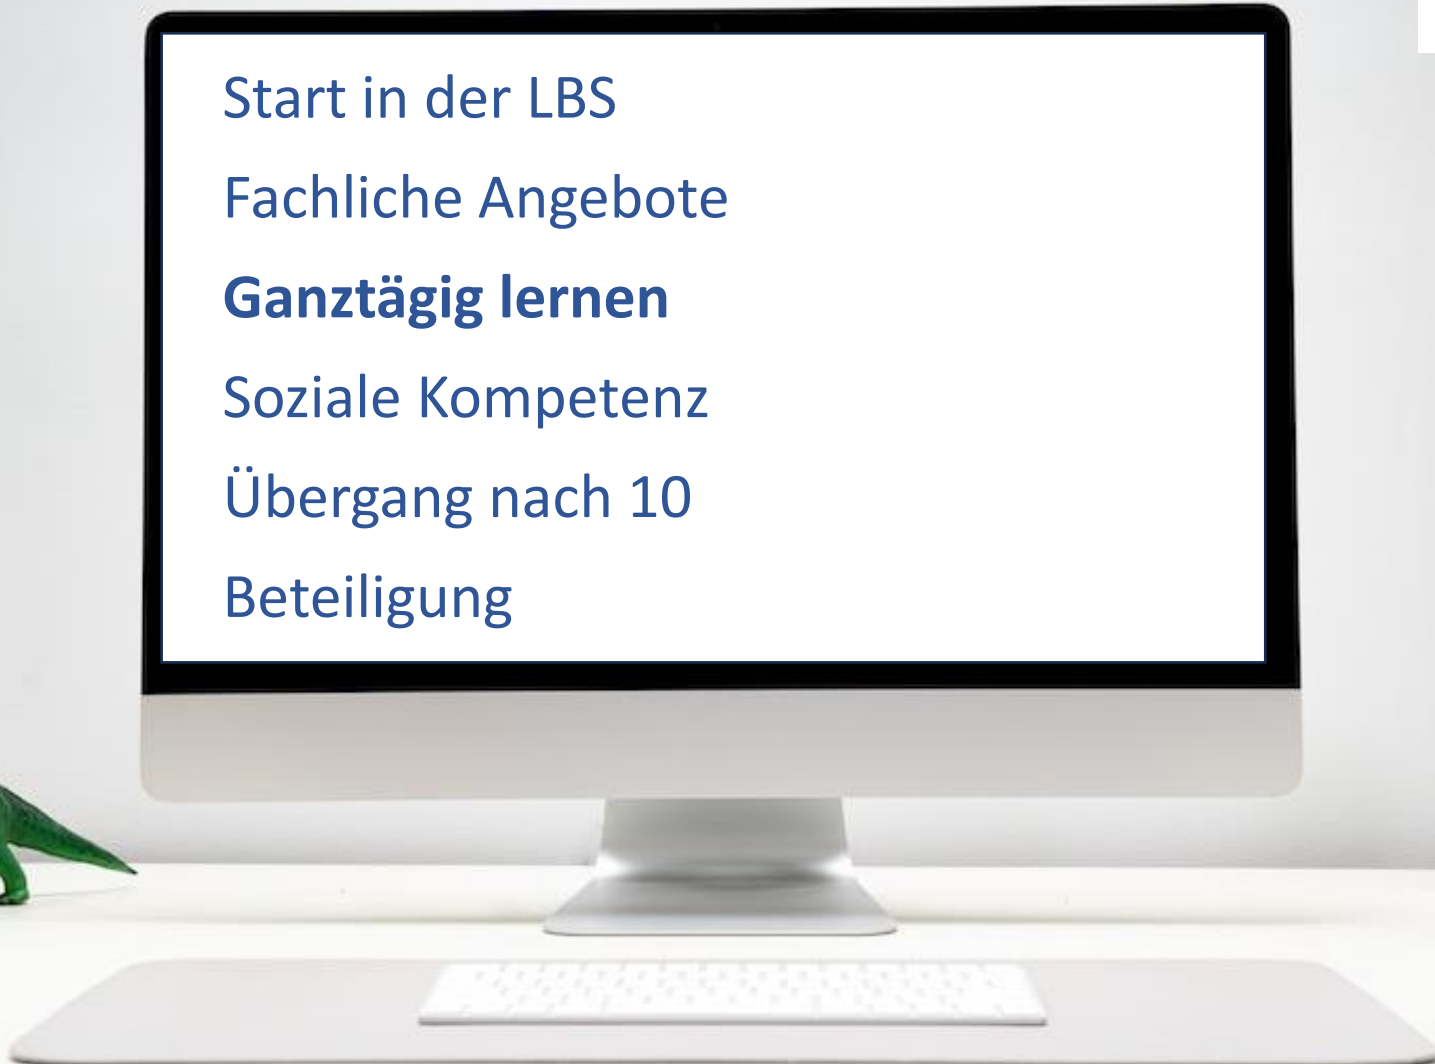 Start in der LBS
Fachliche Angebote
Ganztägig lernen
Soziale Kompetenz
Übergang nach 10
Beteiligung